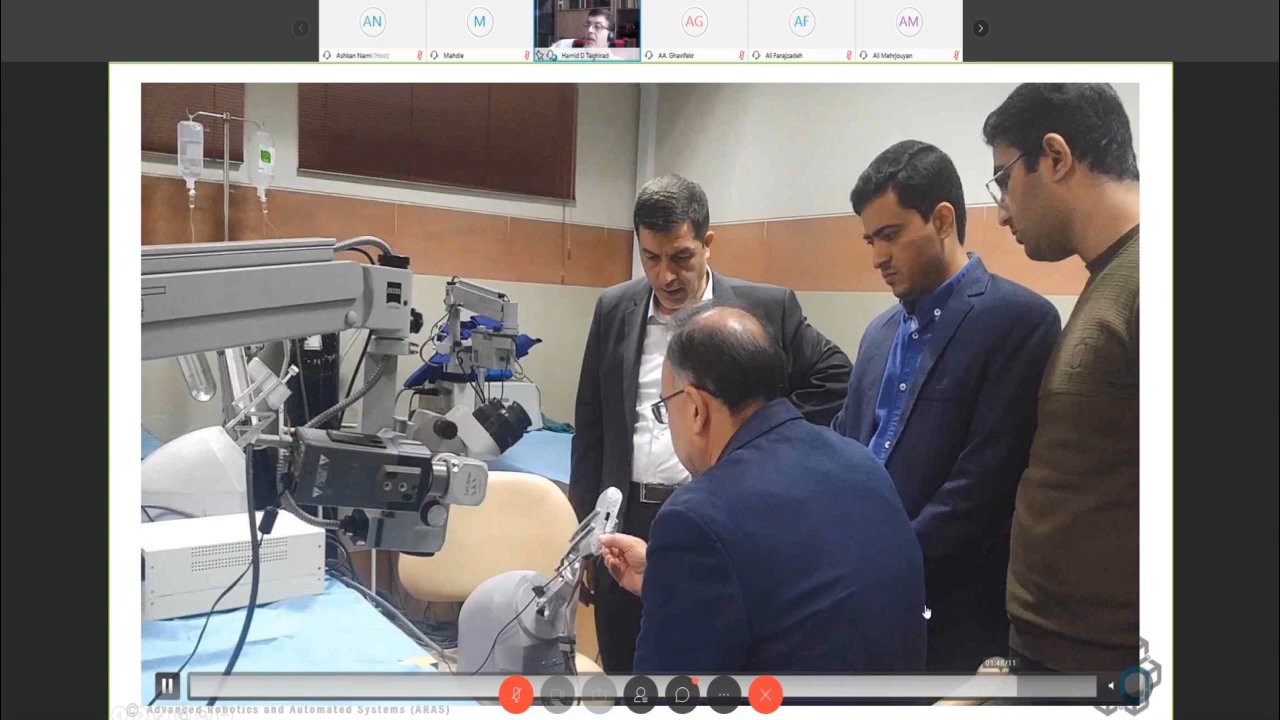 AN
M
AG
AF
AM
Ashkan Nami (Host)
Mahdie
Hamid D Taghirad
AA. Ghavifekr
Ali Farajzadeh
Ali Mehrjouyan
ZEISS
01:48/11
© Advanced Robotics and Automated Systems (ARAS)